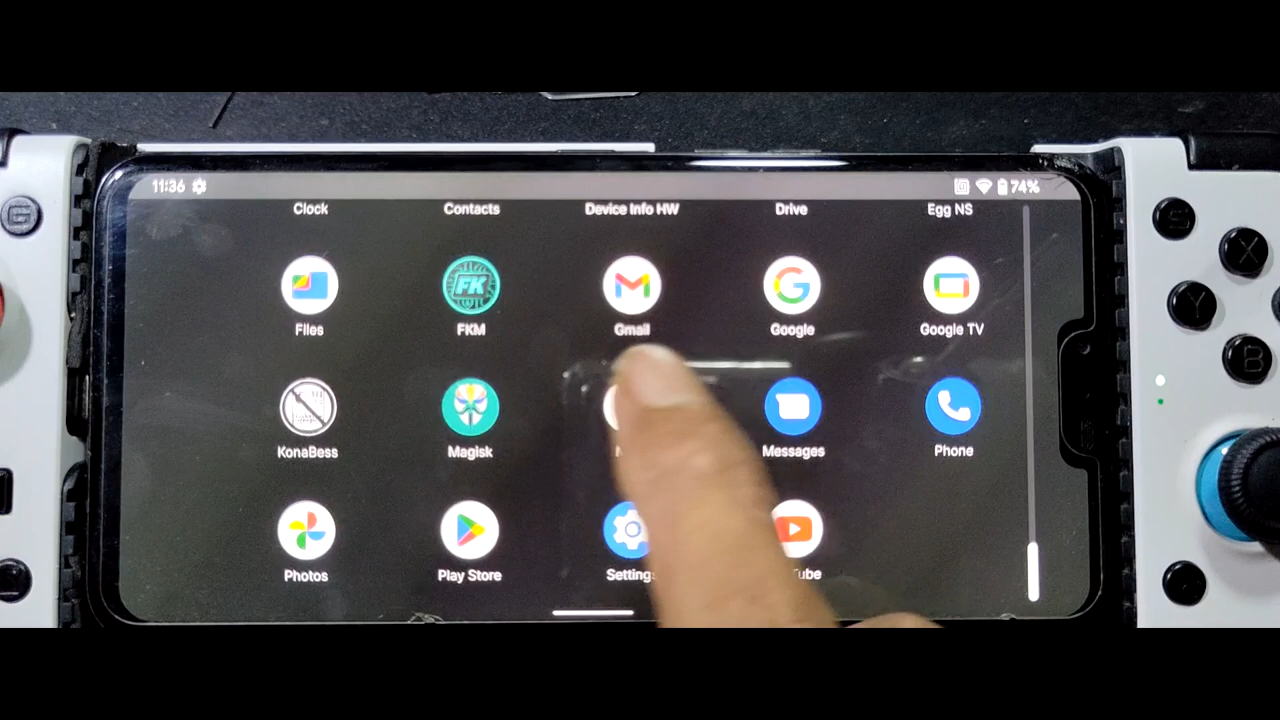 11:36 74%
Clock Contacts Device Info HW Drive Egg NS
FK
Files FKM Gmail Google Google TV
KonaBess Magisk Messages Phone
Photos Play Store Settings
G S X Y B